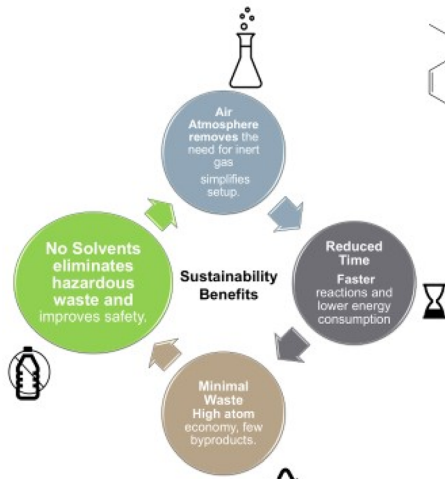 Air
Atmosphere
removes the
need for inert
gas
simplifies
setup.
Reduced
Time
Faster
reactions and
lower energy
consumption
Sustainability
Benefits
No Solvents
eliminates
hazardous
waste and
improves safety.
Minimal
Waste
High atom
economy, few
byproducts.